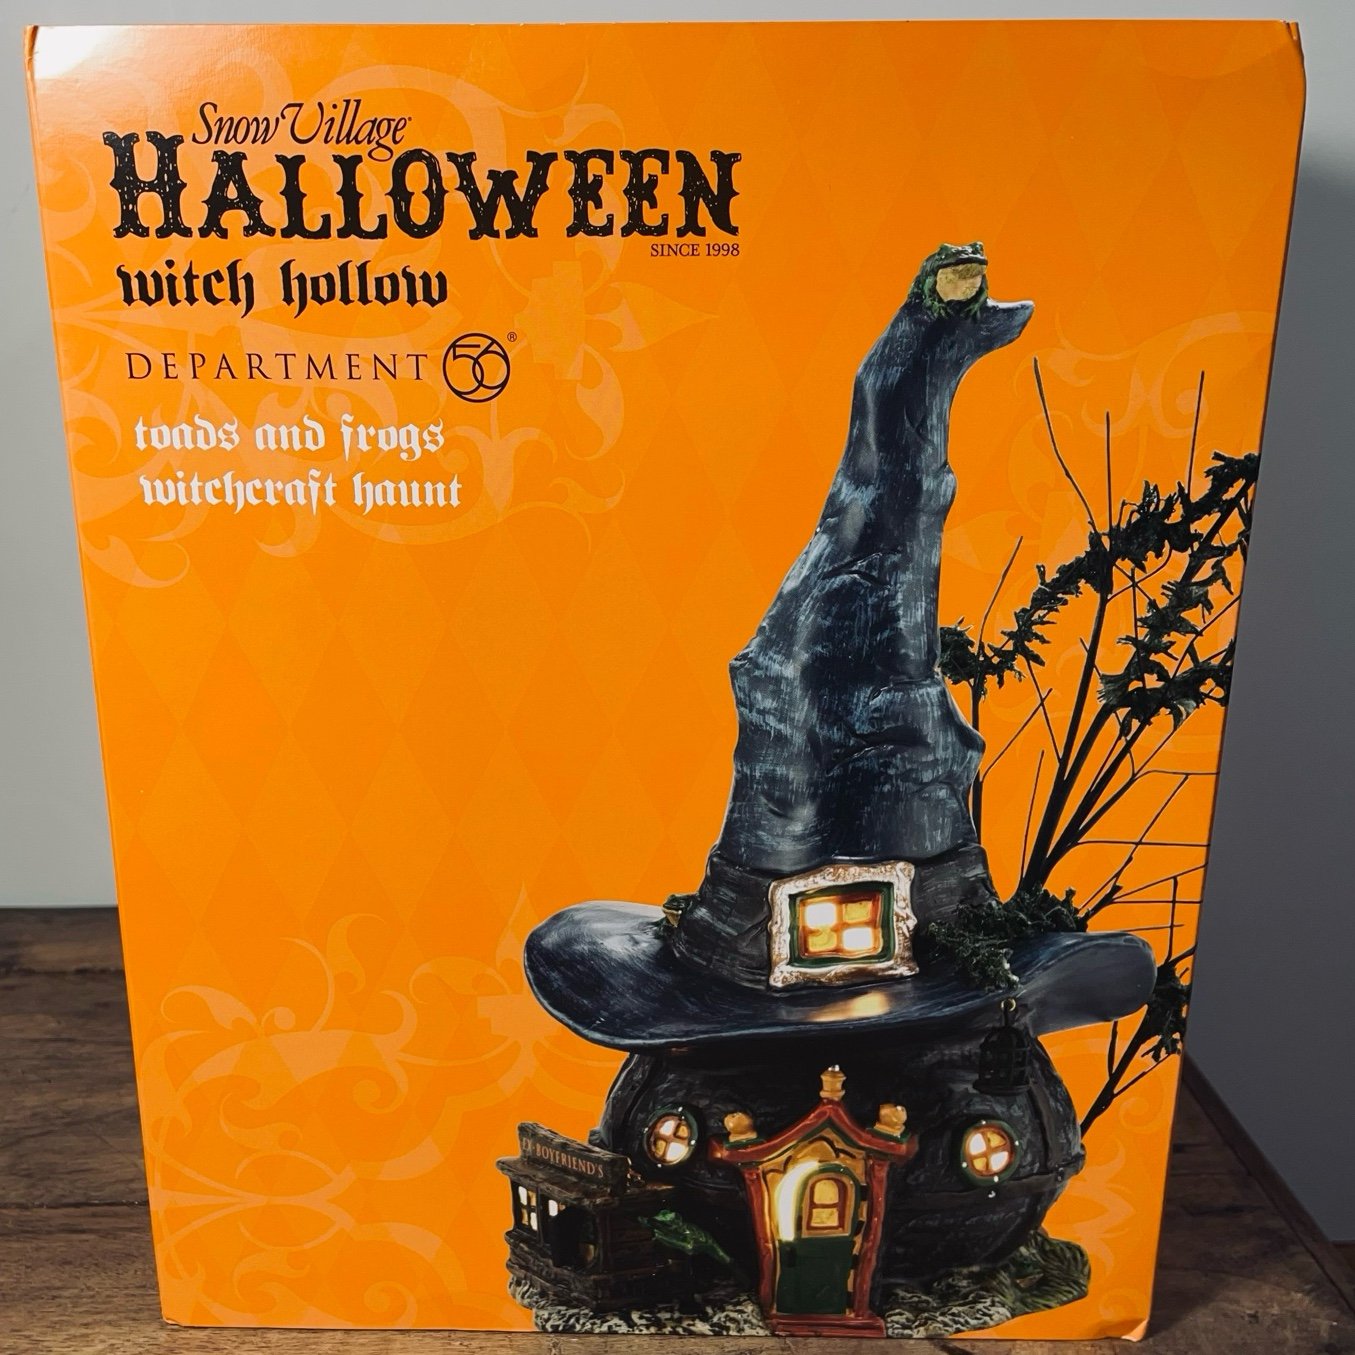 Snow Village
HALLOWEEN
SINCE 1998
witch hollow
DEPARTMENT 56®
toads and frogs
witchcraft haunt
EX-BOYFRIEND'S